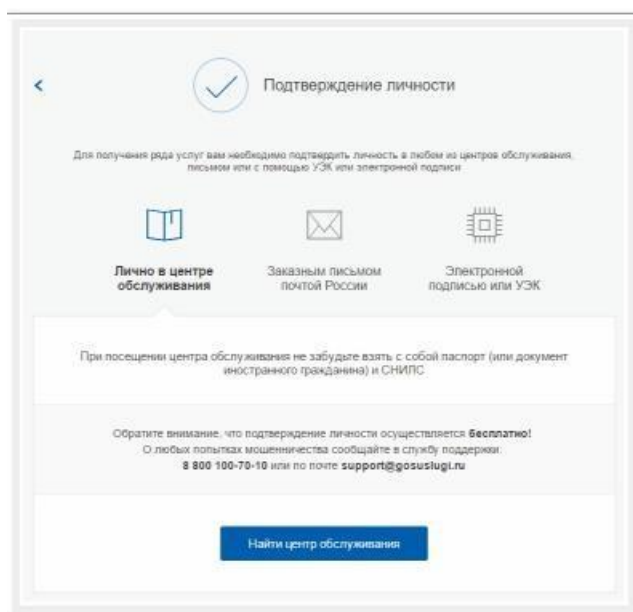 Подтверждение личности
Для получения ряда услуг вам необходимо подтвердить личность в любом из центров обслуживания,
письмом или с помощью УЭК или электронной подписи
Лично в центре
обслуживания
Заказным письмом
почтой России
Электронной
подписью или УЭК
При посещении центра обслуживания не забудьте взять с собой паспорт (или документ
иностранного гражданина) и СНИЛС
Обратите внимание, что подтверждение личности осуществляется бесплатно!
О любых попытках мошенничества сообщайте в службу поддержки:
8 800 100-70-10 или по почте support@gosuslugi.ru
Найти центр обслуживания